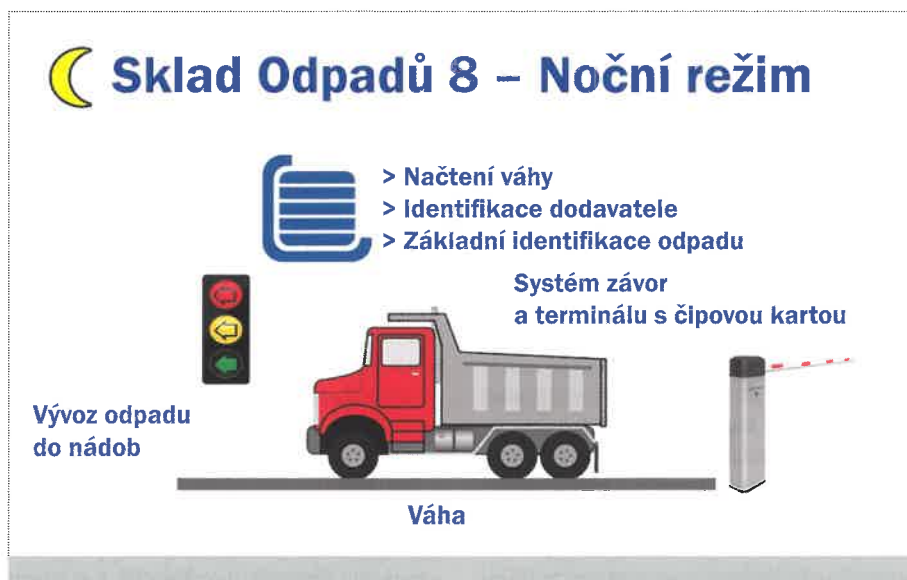 Sklad Odpadů 8 – Noční režim
> Načtení váhy
> Identifikace dodavatele
> Základní identifikace odpadu
Systém závor
a terminálu s čipovou kartou
Vývoz odpadu
do nádob
Váha